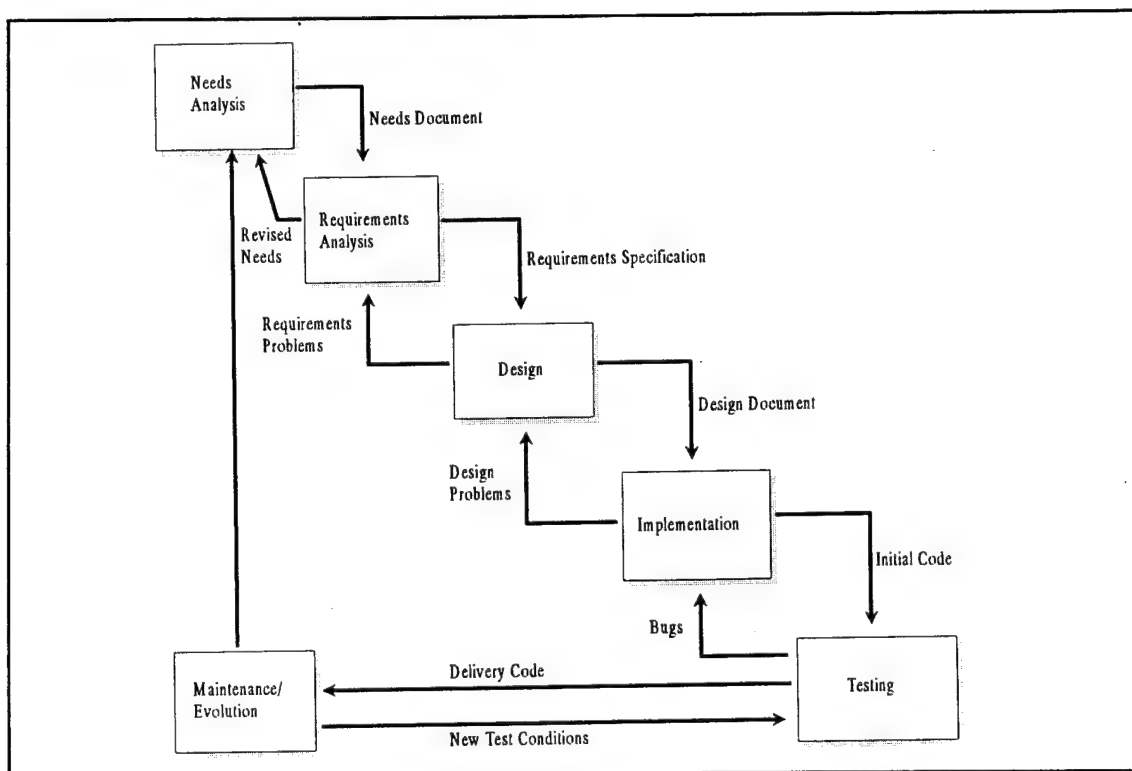 Needs
Analysis
Needs Document
Requirements
Analysis
Revised
Needs
Requirements Specification
Requirements
Problems
Design
Design Document
Design
Problems
Implementation
Initial Code
Bugs
Maintenance/
Evolution
Delivery Code
Testing
New Test Conditions